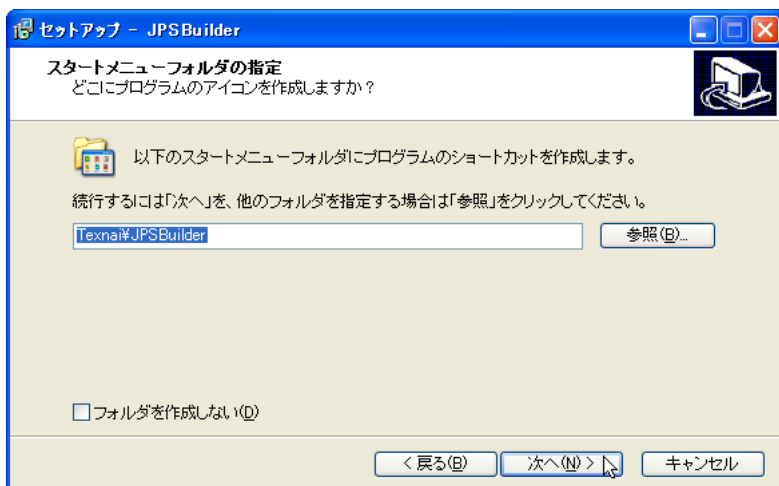 セットアップ - JPSBuilder
スタートメニューフォルダの指定
どこにプログラムのアイコンを作成しますか?
以下のスタートメニューフォルダにプログラムのショートカットを作成します。
続行するには「次へ」を、他のフォルダを指定する場合は「参照」をクリックしてください。
Texnai¥JPSBuilder
参照(B)...
フォルダを作成しない(D)
< 戻る(B)
次へ(N) >
キャンセル